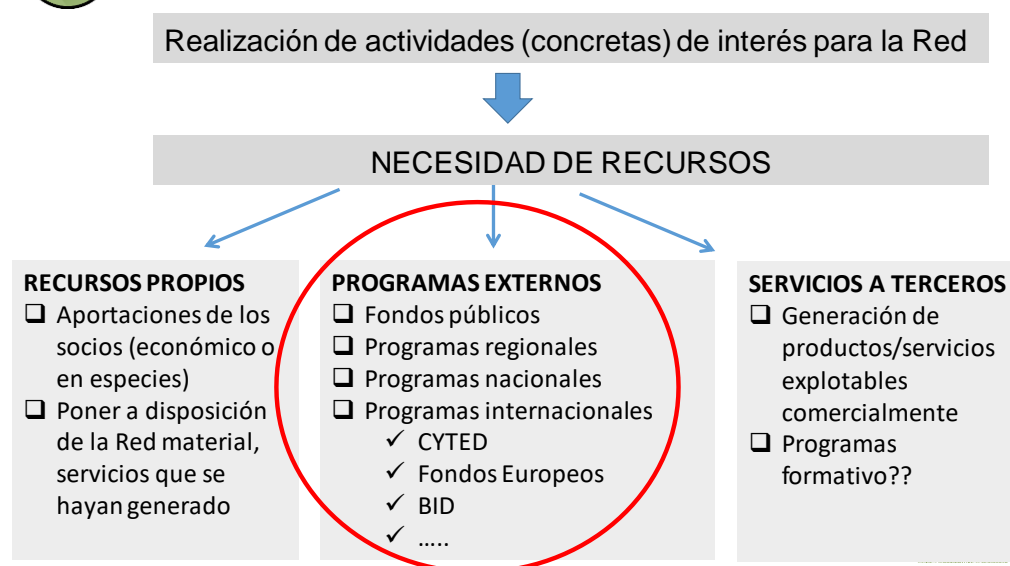 Realización de actividades (concretas) de interés para la Red
NECESIDAD DE RECURSOS
RECURSOS PROPIOS
❑ Aportaciones de los
socios (económico o
en especies)
❑ Poner a disposición
de la Red material,
servicios que se
hayan generado
PROGRAMAS EXTERNOS
❑ Fondos públicos
❑ Programas regionales
❑ Programas nacionales
❑ Programas internacionales
✓ CYTED
✓ Fondos Europeos
✓ BID
✓ .....
SERVICIOS A TERCEROS
❑ Generación de
productos/servicios
explotables
comercialmente
❑ Programas
formativo??